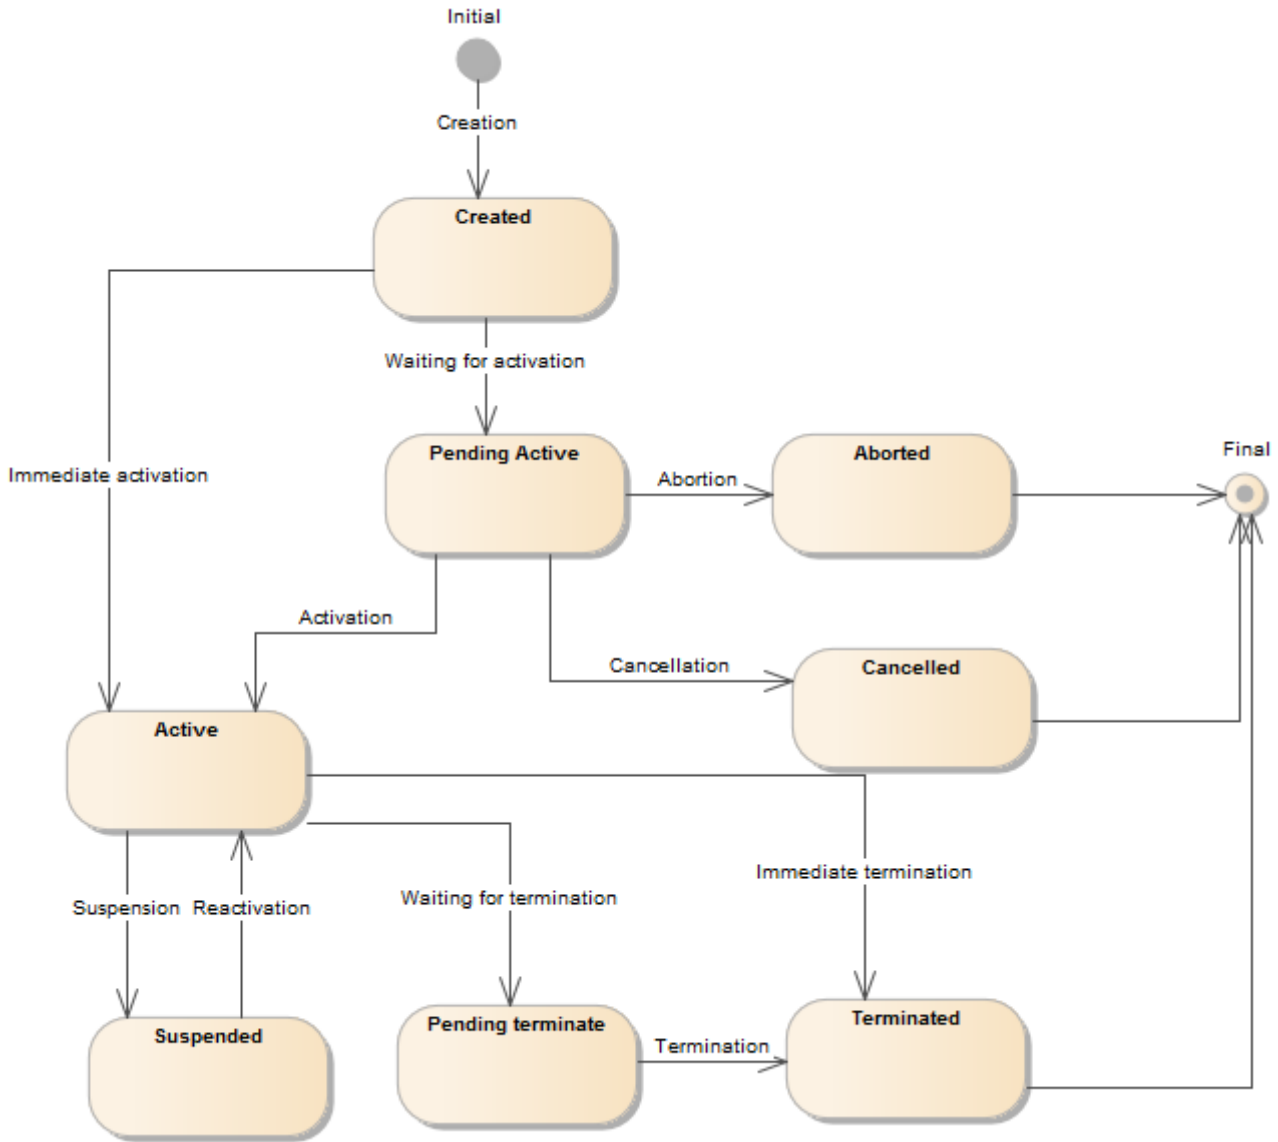 Initial
Creation
Created
Waiting for activation
Immediate activation
Pending Active
Abortion
Aborted
Final
Activation
Cancellation
Cancelled
Active
Immediate termination
Waiting for termination
Suspension
Reactivation
Suspended
Pending terminate
Termination
Terminated